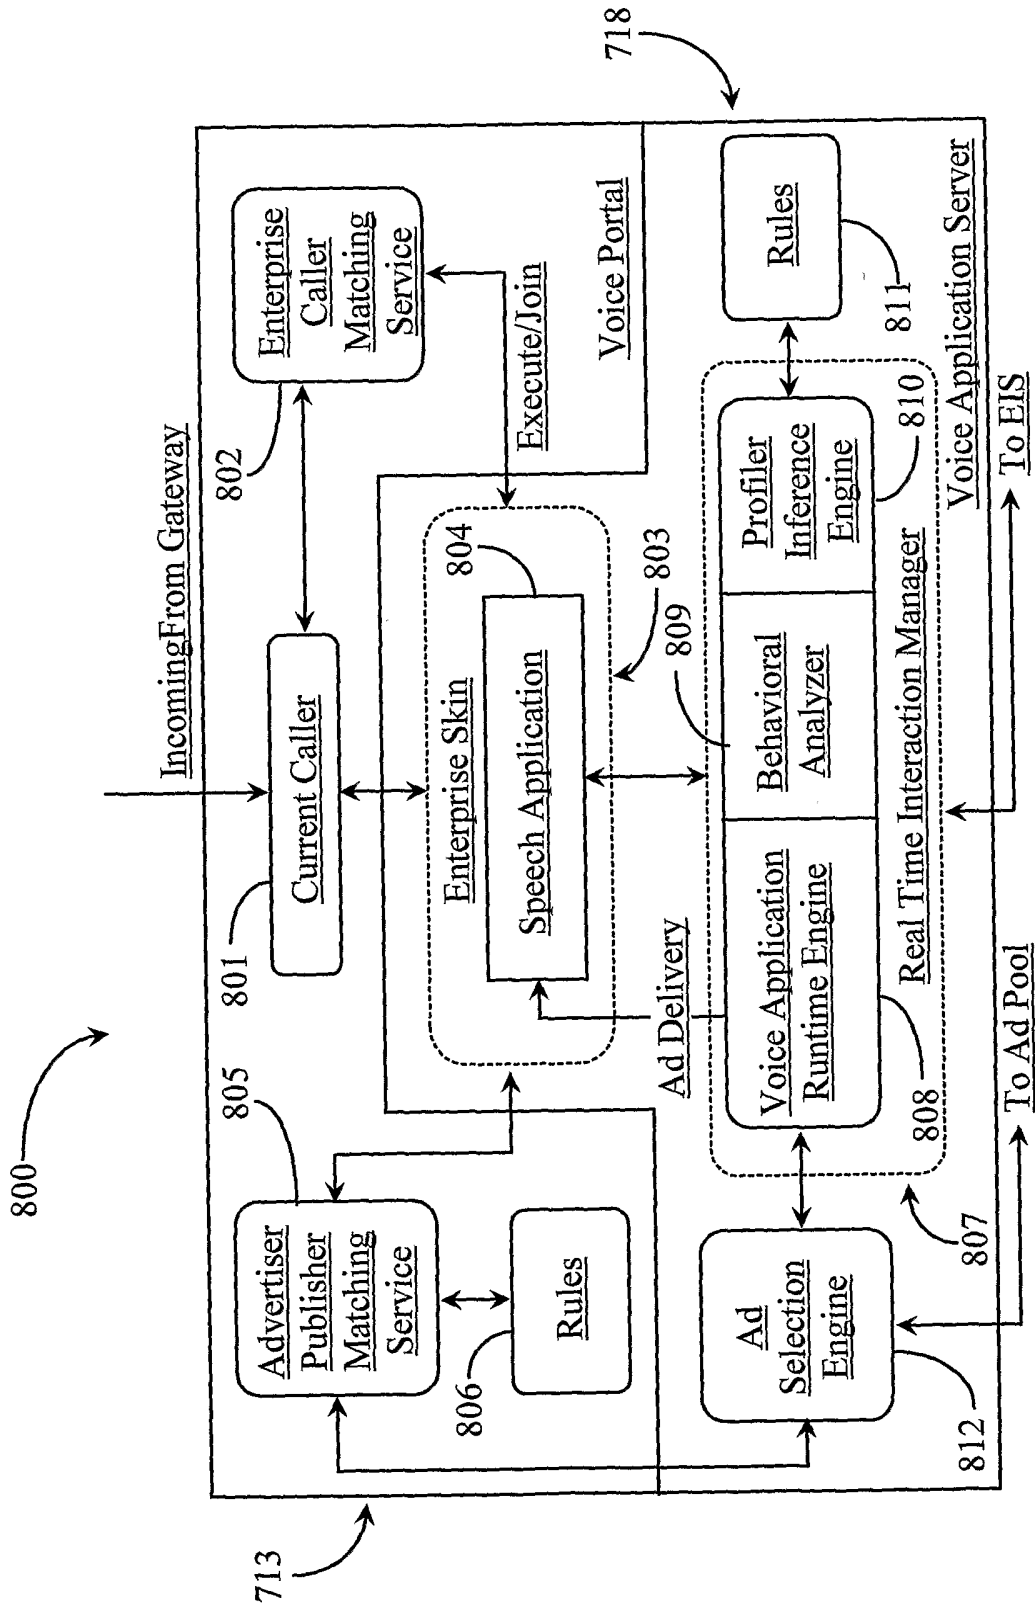 800
713
718
IncomingFrom Gateway
805
Advertiser
Publisher
Matching
Service
801
Current Caller
802
Enterprise
Caller
Matching
Service
Execute/Join
806
Rules
Enterprise Skin
804
Speech Application
803
Voice Portal
Ad Delivery
809
Ad
Selection
Engine
812
Voice Application
Runtime Engine
808
Behavioral
Analyzer
Profiler
Inference
Engine
810
Rules
811
807
Real Time Interaction Manager
Voice Application Server
To Ad Pool
To EIS